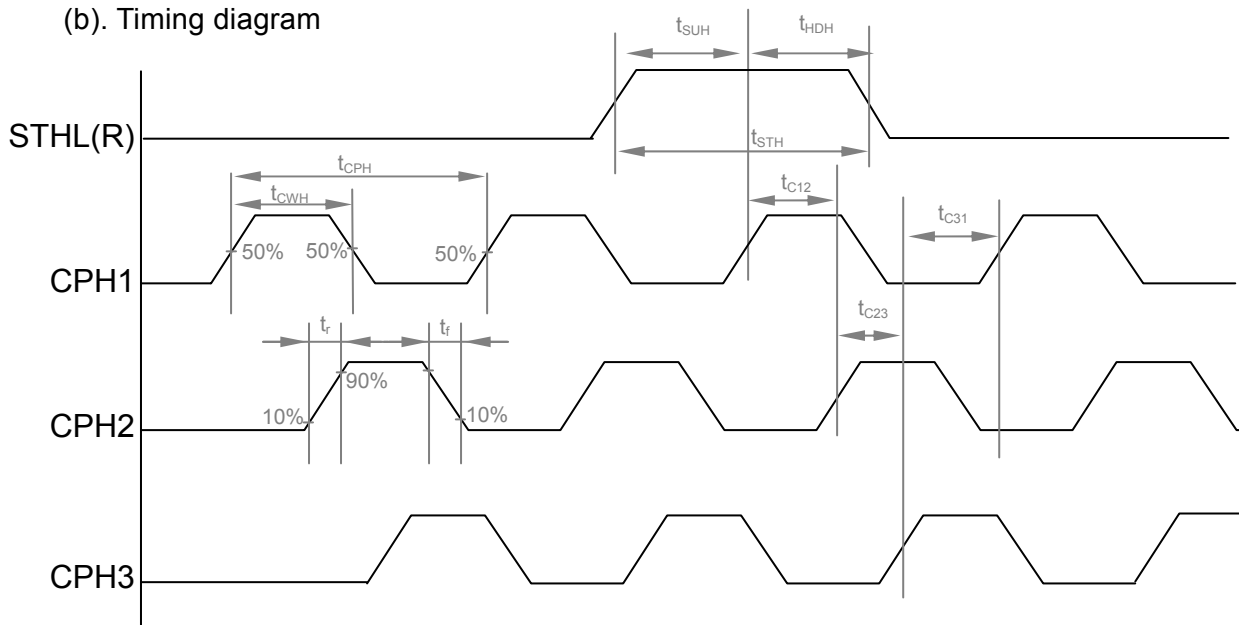 (b). Timing diagram
tSUH
tHDH
STHL(R)
tSTH
tCPH
tCWH
tC12
tC31
50%
50%
50%
CPH1
tC23
tr
tf
90%
10%
10%
CPH2
CPH3